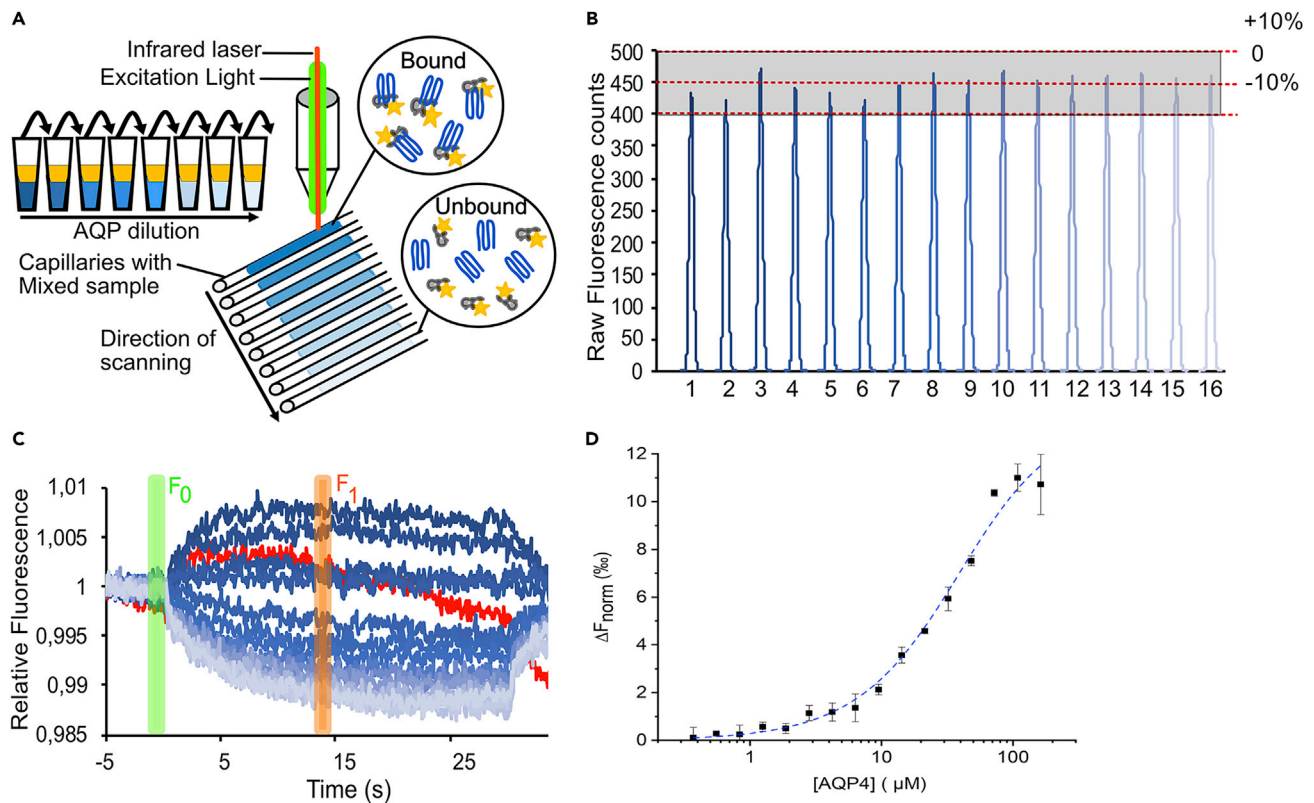 A
Infrared laser
Excitation Light
Bound
AQP dilution
Unbound
Capillaries with
Mixed sample
Direction of
scanning
B
+10%
0
-10%
500
450
400
350
300
250
200
150
100
50
0
Raw Fluorescence counts
1 2 3 4 5 6 7 8 9 10 11 12 13 14 15 16
C
F0
F1
1,01
1,005
1
0,995
0,99
0,985
Relative Fluorescence
-5 5 15 25
Time (s)
D
12
10
8
6
4
2
0
ΔFnorm (‰)
1 10 100
[AQP4] ( µM)